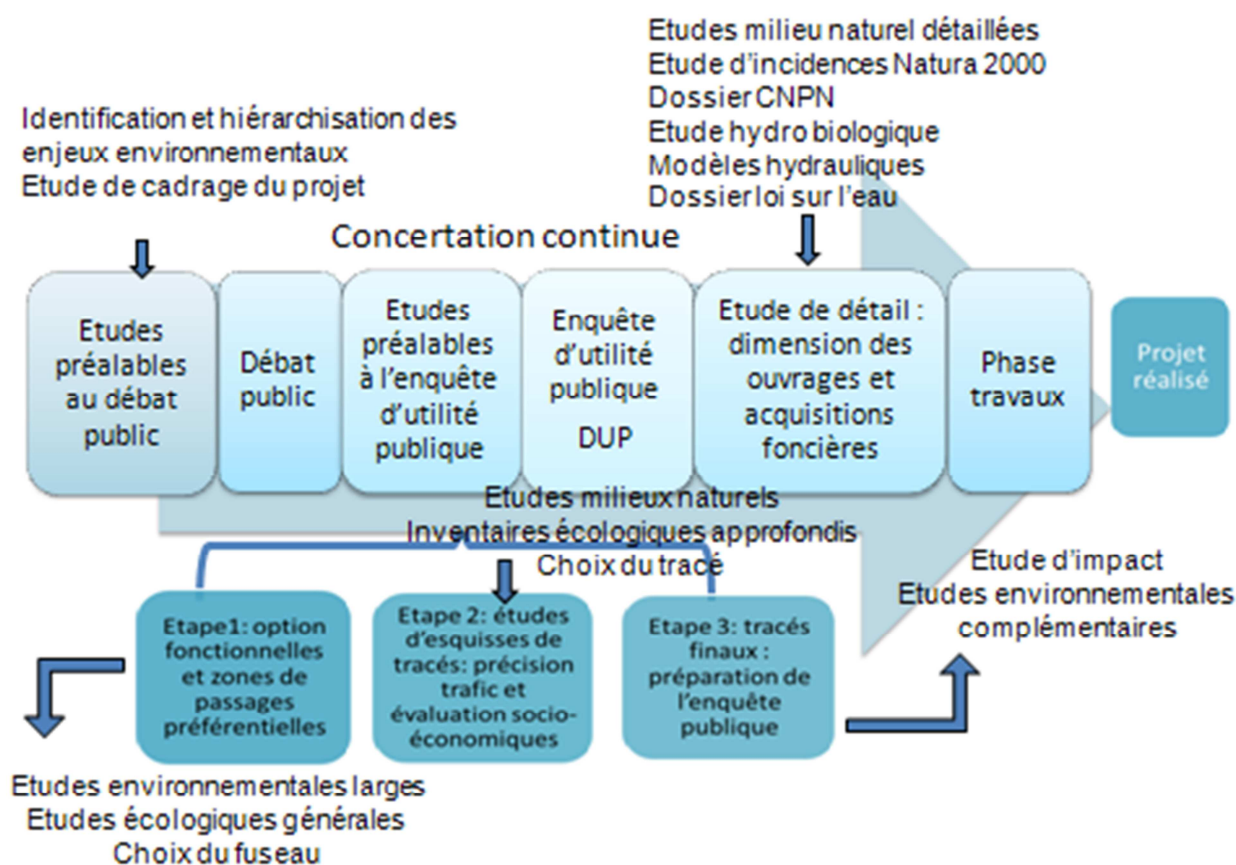 Etudes milieu naturel détaillées
Etude d'incidences Natura 2000
Dossier CNPN
Etude hydro biologique
Modèles hydrauliques
Dossier loi sur l'eau
Identification et hiérarchisation des
enjeux environnementaux
Etude de cadrage du projet
Concertation continue
Etudes
préalables
au débat
public
Débat
public
Etudes
préalables
à l'enquête
d'utilité
publique
Enquête
d'utilité
publique
DUP
Etude de détail :
dimension des
ouvrages et
acquisitions
foncières
Phase
travaux
Projet
réalisé
Etudes milieux naturels
Inventaires écologiques approfondis
Choix du tracé
Etape1: option
fonctionnelles
et zones de
passages
préférentielles
Etape 2: études
d'esquisses de
tracés: précision
trafic et
évaluation socio-
économiques
Etape 3: tracés
finaux :
préparation de
l'enquête
publique
Etude d'impact
Etudes environnementales
complémentaires
Etudes environnementales larges
Etudes écologiques générales
Choix du fuseau